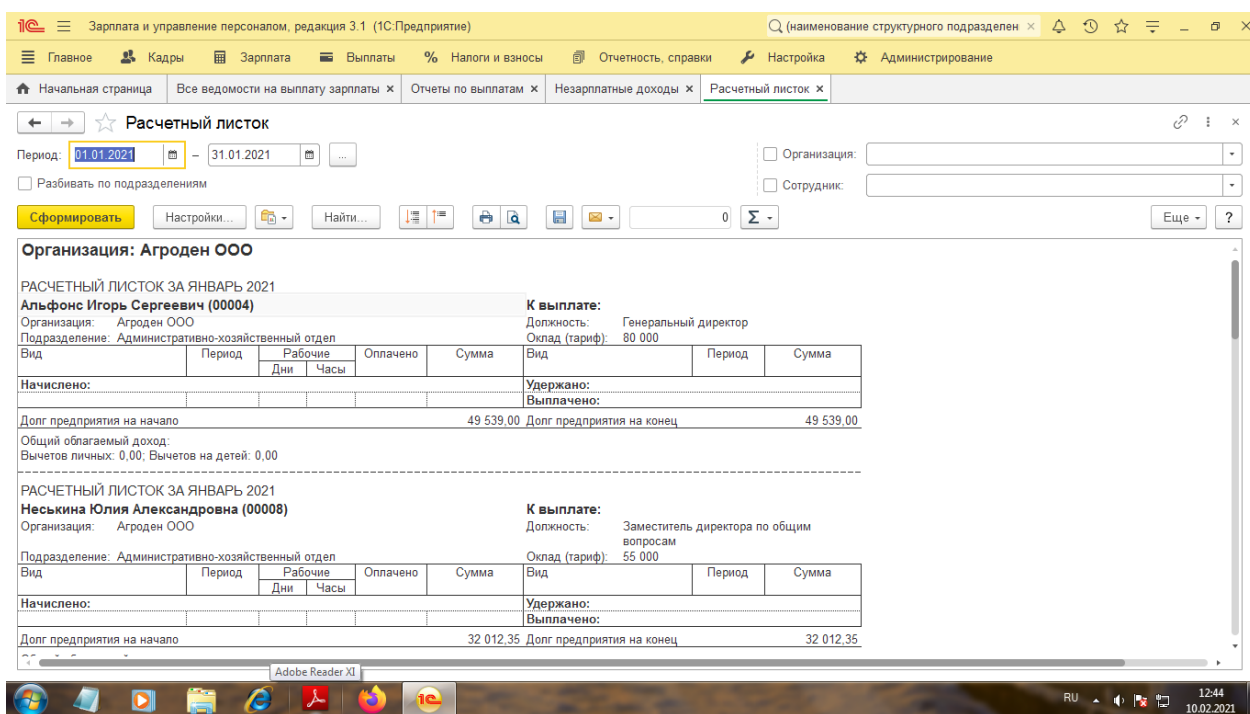 1С Зарплата и управление персоналом, редакция 3.1 (1С:Предприятие) (наименование структурного подразделен ×
Главное Кадры Зарплата Выплаты % Налоги и взносы Отчетность, справки Настройка Администрирование
Начальная страница Все ведомости на выплату зарплаты × Отчеты по выплатам × Незарплатные доходы × Расчетный листок ×
Расчетный листок
Период: 01.01.2021 – 31.01.2021 ... Организация:
Разбивать по подразделениям Сотрудник:
Сформировать Настройки... Найти... 0 Σ Еще ?
Организация: Агроден ООО
РАСЧЕТНЫЙ ЛИСТОК ЗА ЯНВАРЬ 2021
Альфонс Игорь Сергеевич (00004) К выплате:
Организация: Агроден ООО Должность: Генеральный директор
Подразделение: Административно-хозяйственный отдел Оклад (тариф): 80 000
Вид Период Рабочие Оплачено Сумма Вид Период Сумма
Дни Часы
Начислено: Удержано:
Выплачено:
Долг предприятия на начало 49 539,00 Долг предприятия на конец 49 539,00
Общий облагаемый доход:
Вычетов личных: 0,00; Вычетов на детей: 0,00
РАСЧЕТНЫЙ ЛИСТОК ЗА ЯНВАРЬ 2021
Неськина Юлия Александровна (00008) К выплате:
Организация: Агроден ООО Должность: Заместитель директора по общим
вопросам
Подразделение: Административно-хозяйственный отдел Оклад (тариф): 55 000
Вид Период Рабочие Оплачено Сумма Вид Период Сумма
Дни Часы
Начислено: Удержано:
Выплачено:
Долг предприятия на начало 32 012,35 Долг предприятия на конец 32 012,35
Adobe Reader XI
1С RU 12:44
10.02.2021